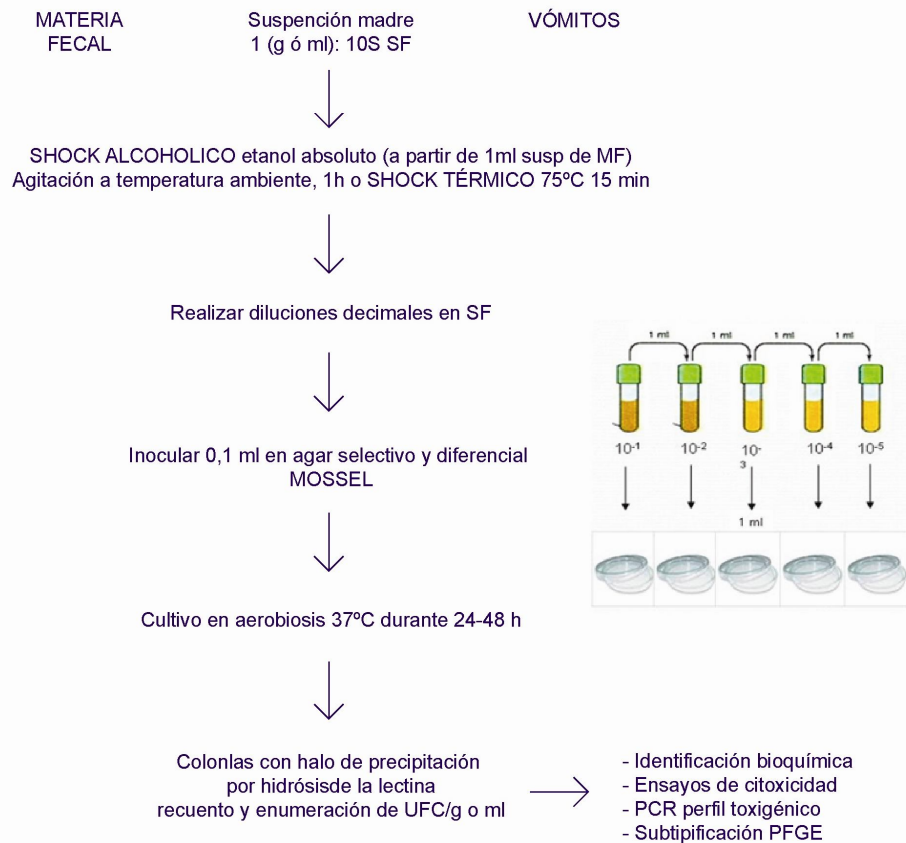 MATERIA
FECAL
Suspención madre
1 (g ó ml): 10S SF
VÓMITOS
SHOCK ALCOHOLICO etanol absoluto (a partir de 1ml susp de MF)
Agitación a temperatura ambiente, 1h o SHOCK TÉRMICO 75ºC 15 min
Realizar diluciones decimales en SF
Inocular 0,1 ml en agar selectivo y diferencial
MOSSEL
1 ml 1 ml 1 ml 1 ml
10⁻¹ 10⁻² 10⁻ 10⁻⁴ 10⁻⁵
3
1 ml
Cultivo en aerobiosis 37ºC durante 24-48 h
Colonlas con halo de precipitación
por hidrósisde la lectina
recuento y enumeración de UFC/g o ml
- Identificación bioquímica
- Ensayos de citoxicidad
- PCR perfil toxigénico
- Subtipificación PFGE